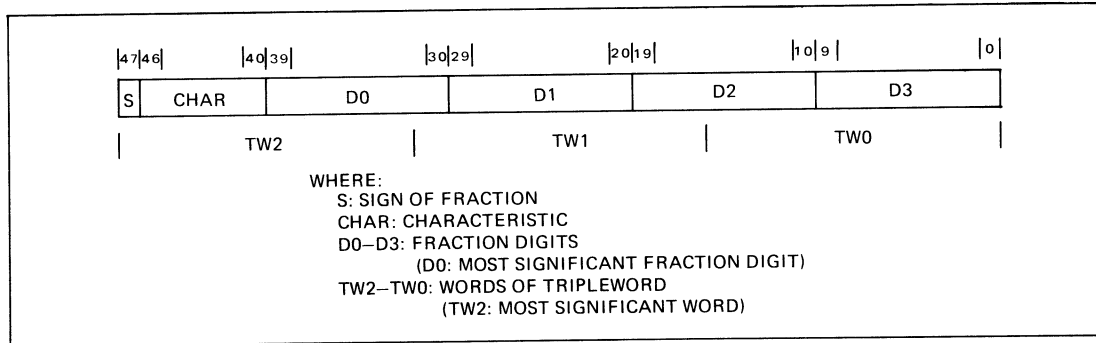 |47|46| |40|39| |30|29| |20|19| |10|9| |0|
S CHAR D0 D1 D2 D3
| TW2 | TW1 | TW0 |
WHERE:
S: SIGN OF FRACTION
CHAR: CHARACTERISTIC
D0–D3: FRACTION DIGITS
(D0: MOST SIGNIFICANT FRACTION DIGIT)
TW2–TW0: WORDS OF TRIPLEWORD
(TW2: MOST SIGNIFICANT WORD)